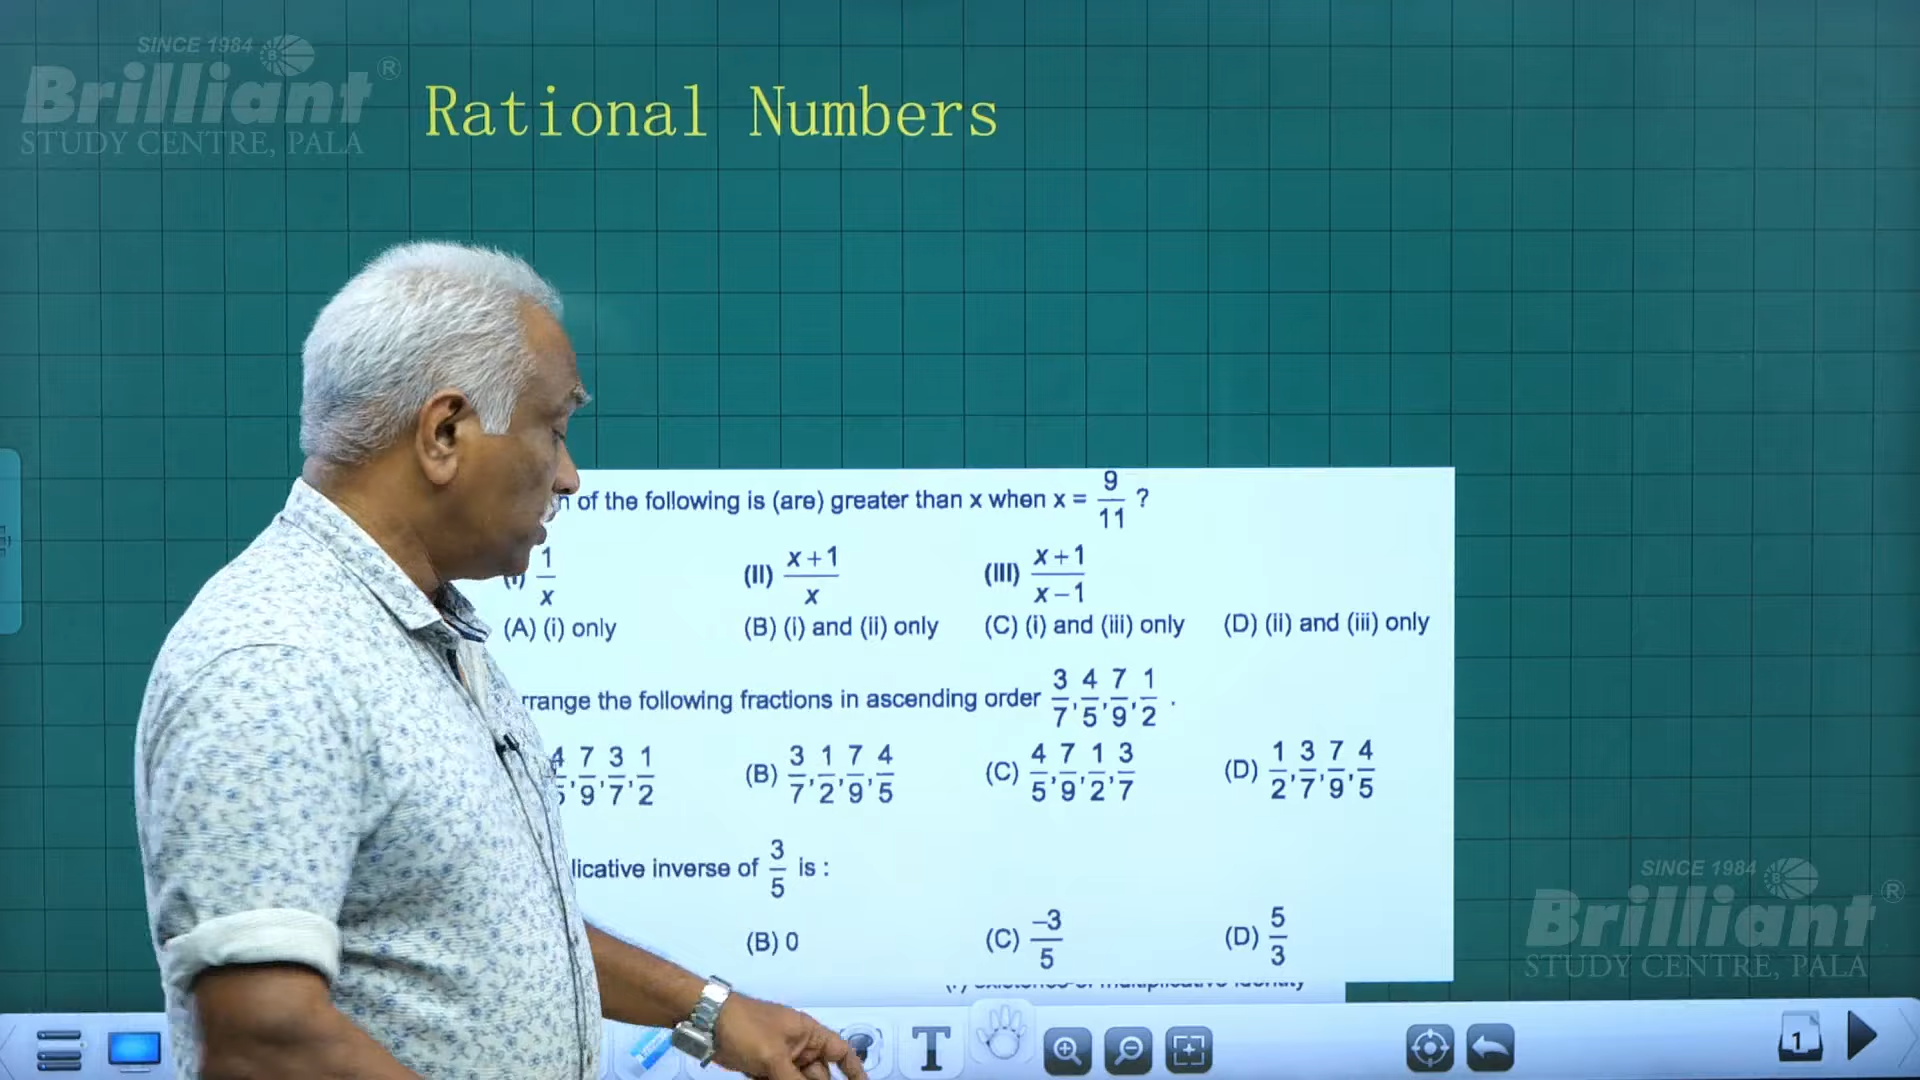 SINCE 1984
Brilliant®
STUDY CENTRE, PALA
Rational Numbers
of the following is (are) greater than x when x = 9/11 ?
(I) 1/x (II) x+1/x (III) x+1/x−1
(A) (i) only (B) (i) and (ii) only (C) (i) and (iii) only (D) (ii) and (iii) only
rrange the following fractions in ascending order 3/7, 4/5, 7/9, 1/2 .
4/5, 7/9, 3/7, 1/2 (B) 3/7, 1/2, 7/9, 4/5 (C) 4/5, 7/9, 1/2, 3/7 (D) 1/2, 3/7, 7/9, 4/5
licative inverse of 3/5 is :
(B) 0 (C) −3/5 (D) 5/3
SINCE 1984
Brilliant®
STUDY CENTRE, PALA
T
1